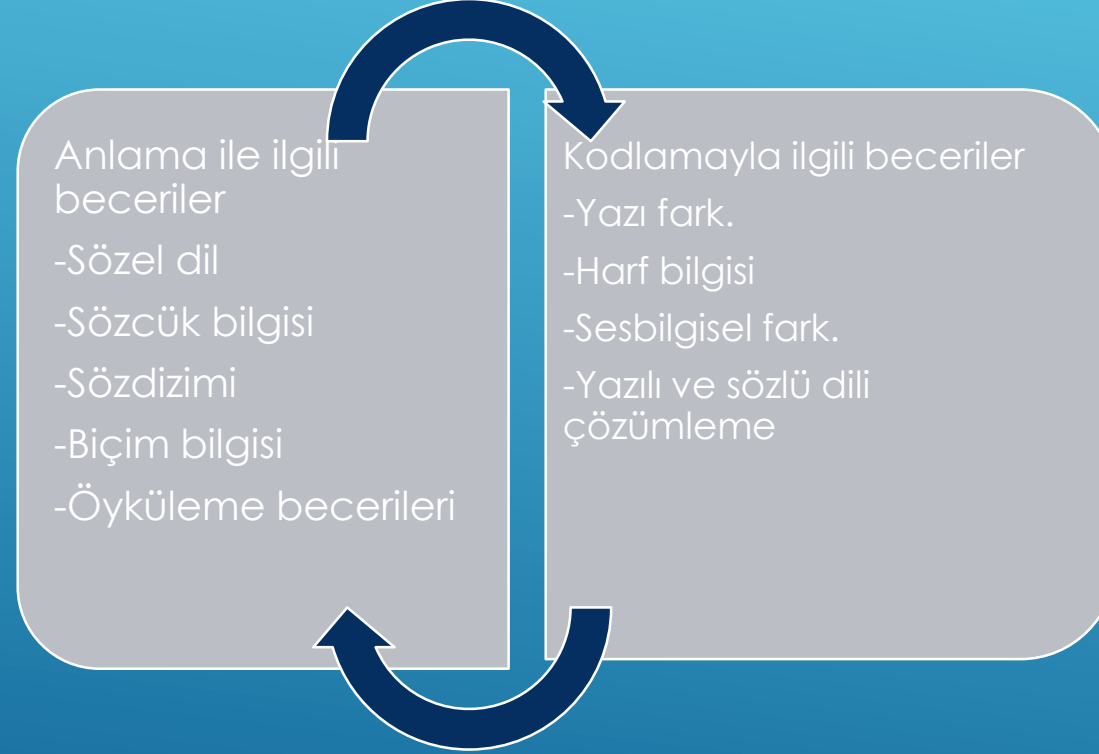 Anlama ile ilgili
beceriler
-Sözel dil
-Sözcük bilgisi
-Sözdizimi
-Biçim bilgisi
-Öyküleme becerileri
Kodlamayla ilgili beceriler
-Yazı fark.
-Harf bilgisi
-Sesbilgisel fark.
-Yazılı ve sözlü dili
çözümleme